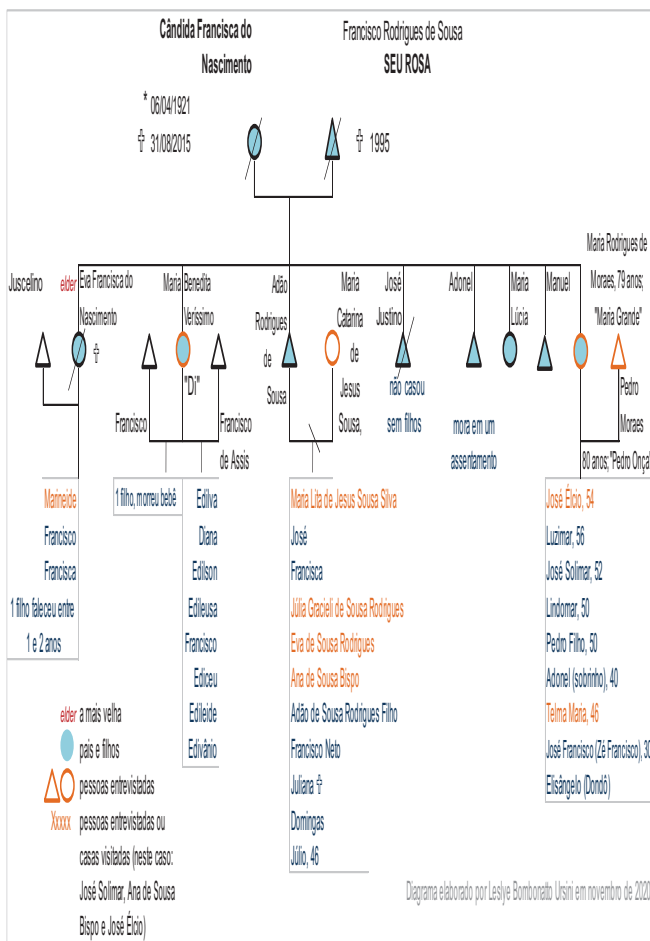 Cândida Francisca do
Nascimento
Francisco Rodrigues de Sousa
SEU ROSA
* 06/04/1921
✞ 31/08/2015
✞ 1995
Juscelino
elder Eva Francisca do
Nascimento
✞
Maria Benedita
Veríssimo
"Di"
Francisco
Francisco
de Assis
Adão
Rodrigues
de
Sousa
Maria
Catarina
de
Jesus
Sousa,
José
Justino
não casou
sem filhos
Adonel
mora em um
assentamento
Maria
Lúcia
Manuel
Maria Rodrigues de
Moraes, 79 anos;
"Maria Grande"
Pedro
Moraes
80 anos; "Pedro Onça"
Marineide
Francisco
Francisca
1 filho faleceu entre
1 e 2 anos
1 filho, morreu bebê
Edilva
Diana
Edilson
Edileusa
Francisco
Ediceu
Edileide
Edivânio
Maria Lita de Jesus Sousa Silva
José
Francisca
Júlia Gracieli de Sousa Rodrigues
Eva de Sousa Rodrigues
Ana de Sousa Bispo
Adão de Sousa Rodrigues Filho
Francisco Neto
Juliana ✞
Domingas
Júlio, 46
José Élcio, 54
Luzimar, 56
José Solimar, 52
Lindomar, 50
Pedro Filho, 50
Adonel (sobrinho), 40
Telma Maria, 46
José Francisco (Zé Francisco), 30
Elisângelo (Dondô)
elder a mais velha
pais e filhos
pessoas entrevistadas
Xxxxx pessoas entrevistadas ou
casas visitadas (neste caso:
José Solimar, Ana de Sousa
Bispo e José Élcio)
Diagrama elaborado por Leslye Bombonatto Ursini em novembro de 2020